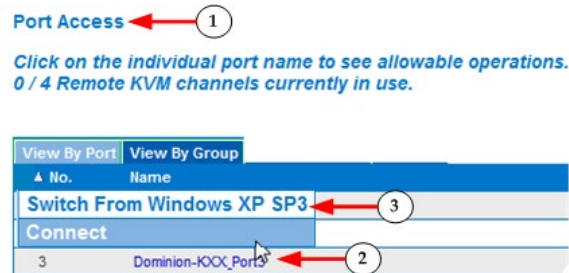 Port Access 1
Click on the individual port name to see allowable operations.
0 / 4 Remote KVM channels currently in use.
View By Port View By Group
▲ No. Name
Switch From Windows XP SP3 3
Connect
3 Dominion-KXX_Port3 2